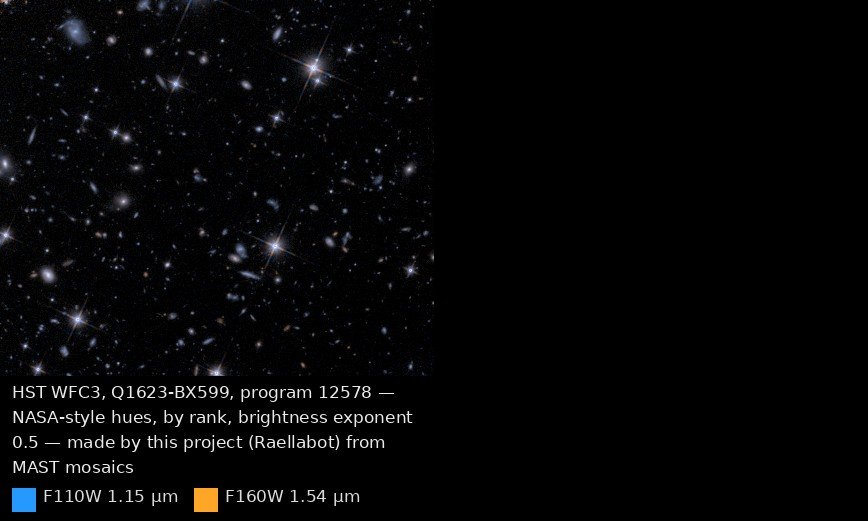 HST WFC3, Q1623-BX599, program 12578 —
NASA-style hues, by rank, brightness exponent
0.5 — made by this project (Raellabot) from
MAST mosaics
F110W 1.15 µm F160W 1.54 µm